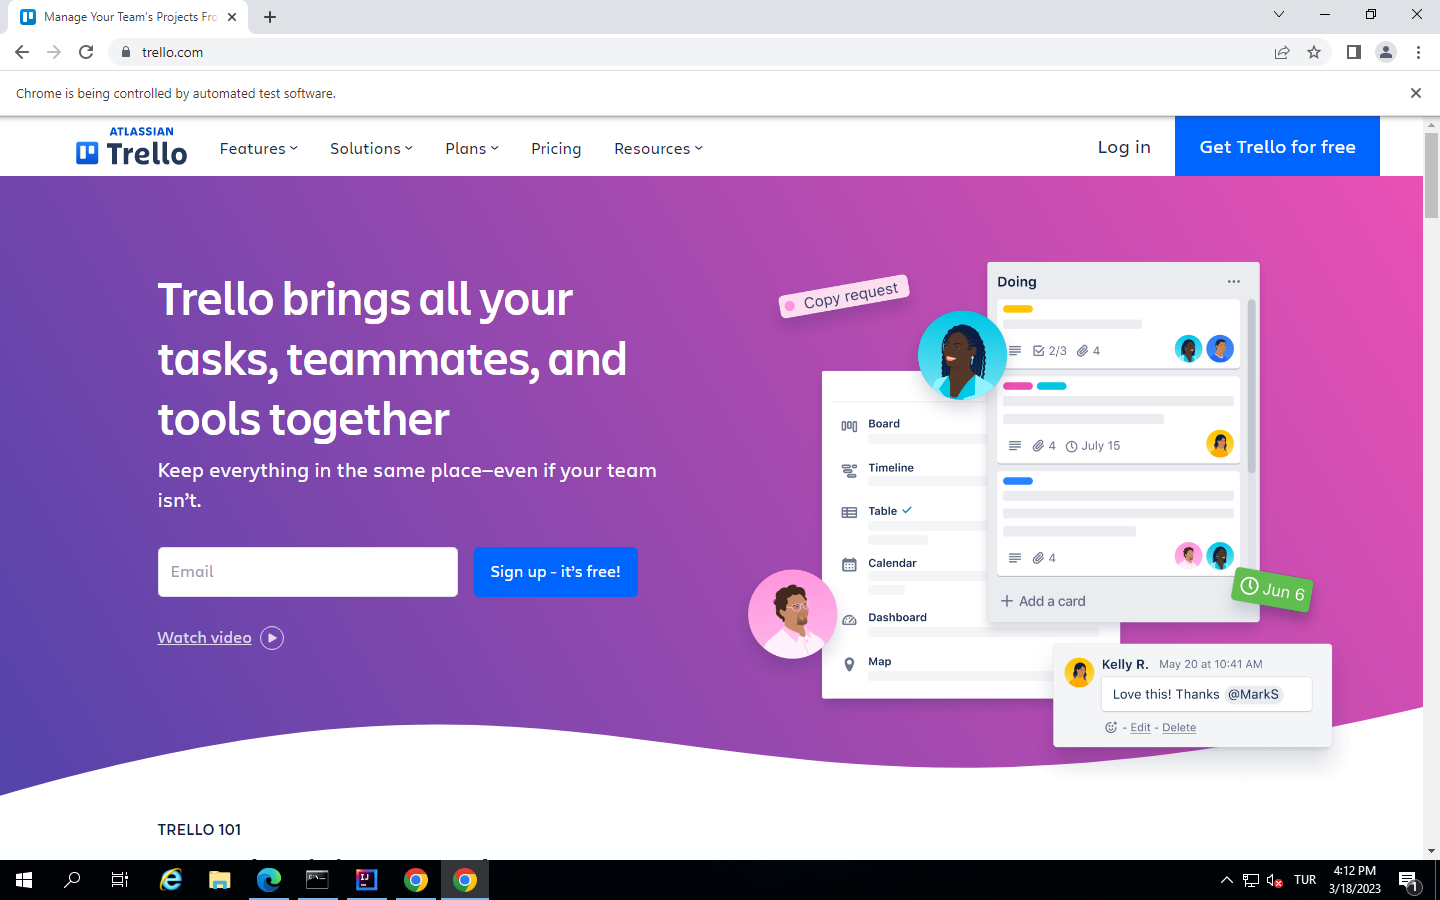 Manage Your Team's Projects Fro
trello.com
Chrome is being controlled by automated test software.
ATLASSIAN
Trello
Features
Solutions
Plans
Pricing
Resources
Log in
Get Trello for free
Trello brings all your
tasks, teammates, and
tools together
Keep everything in the same place—even if your team
isn't.
Email
Sign up - it's free!
Watch video
Copy request
Doing
2/3
4
4
July 15
4
Add a card
Board
Timeline
Table
Calendar
Dashboard
Map
Jun 6
Kelly R. May 20 at 10:41 AM
Love this! Thanks @MarkS
- Edit - Delete
TRELLO 101
TUR
4:12 PM
3/18/2023
1